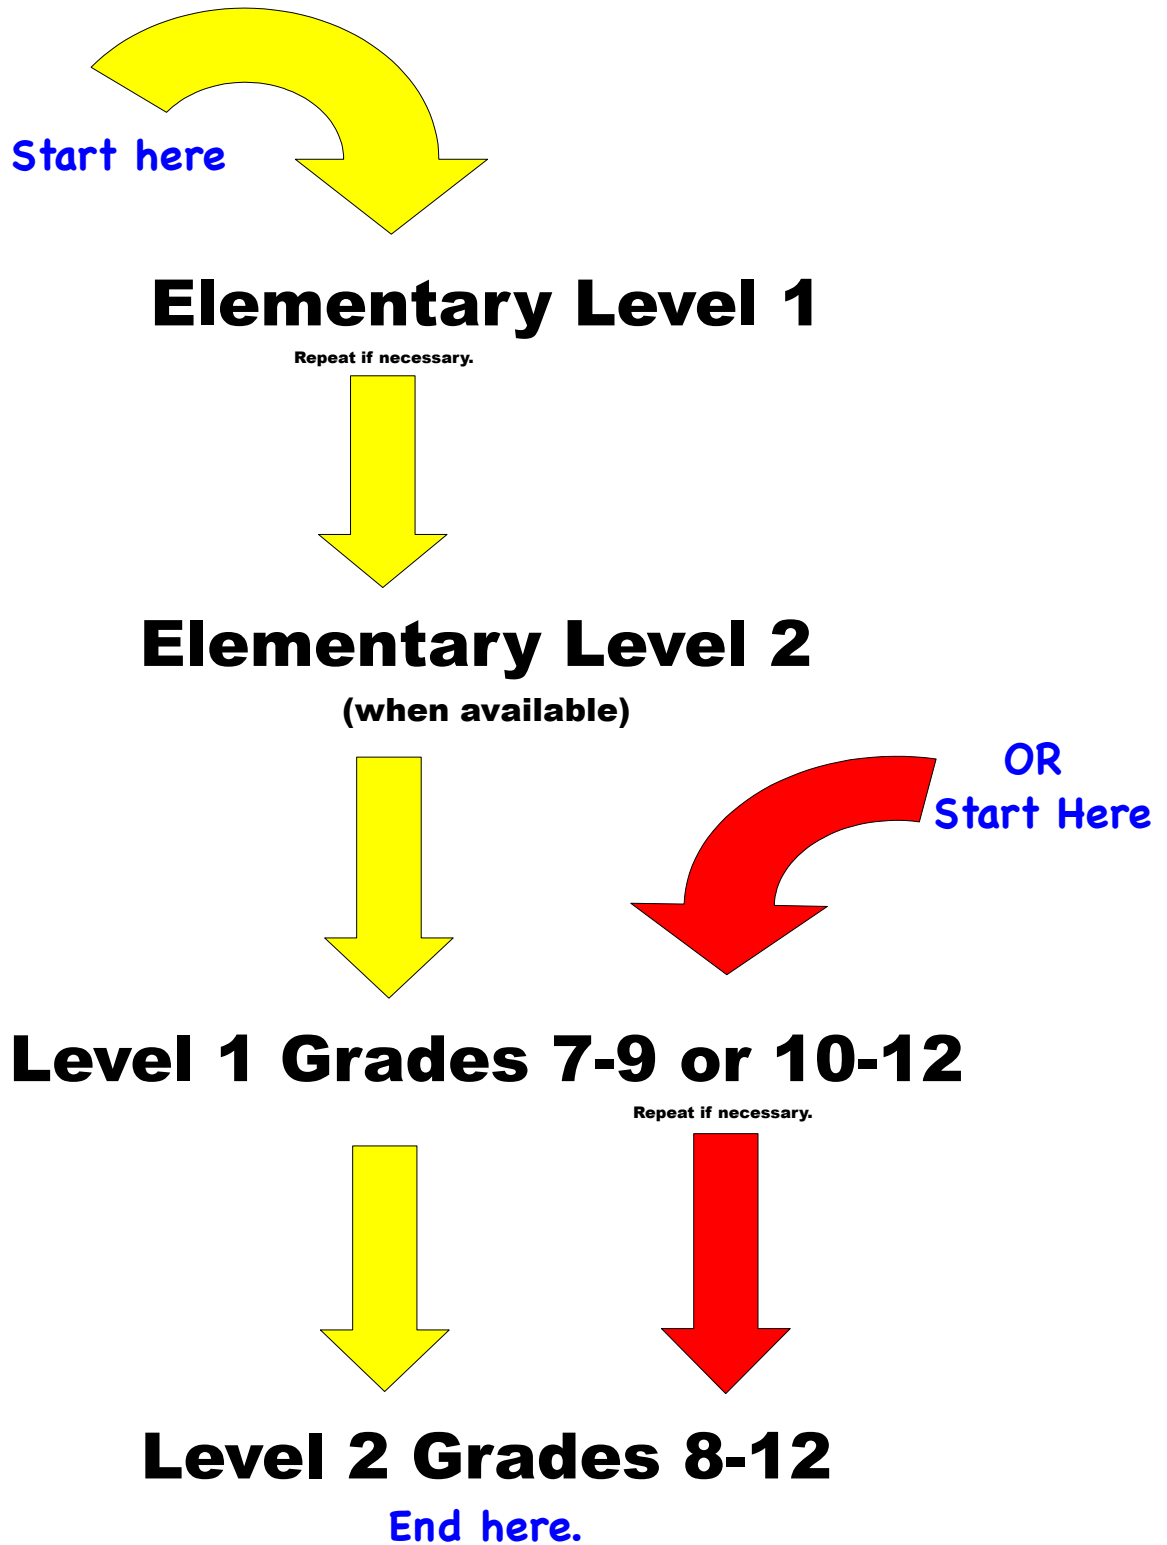 Start here
Elementary Level 1
Repeat if necessary.
Elementary Level 2
(when available)
OR
Start Here
Level 1 Grades 7-9 or 10-12
Repeat if necessary.
Level 2 Grades 8-12
End here.